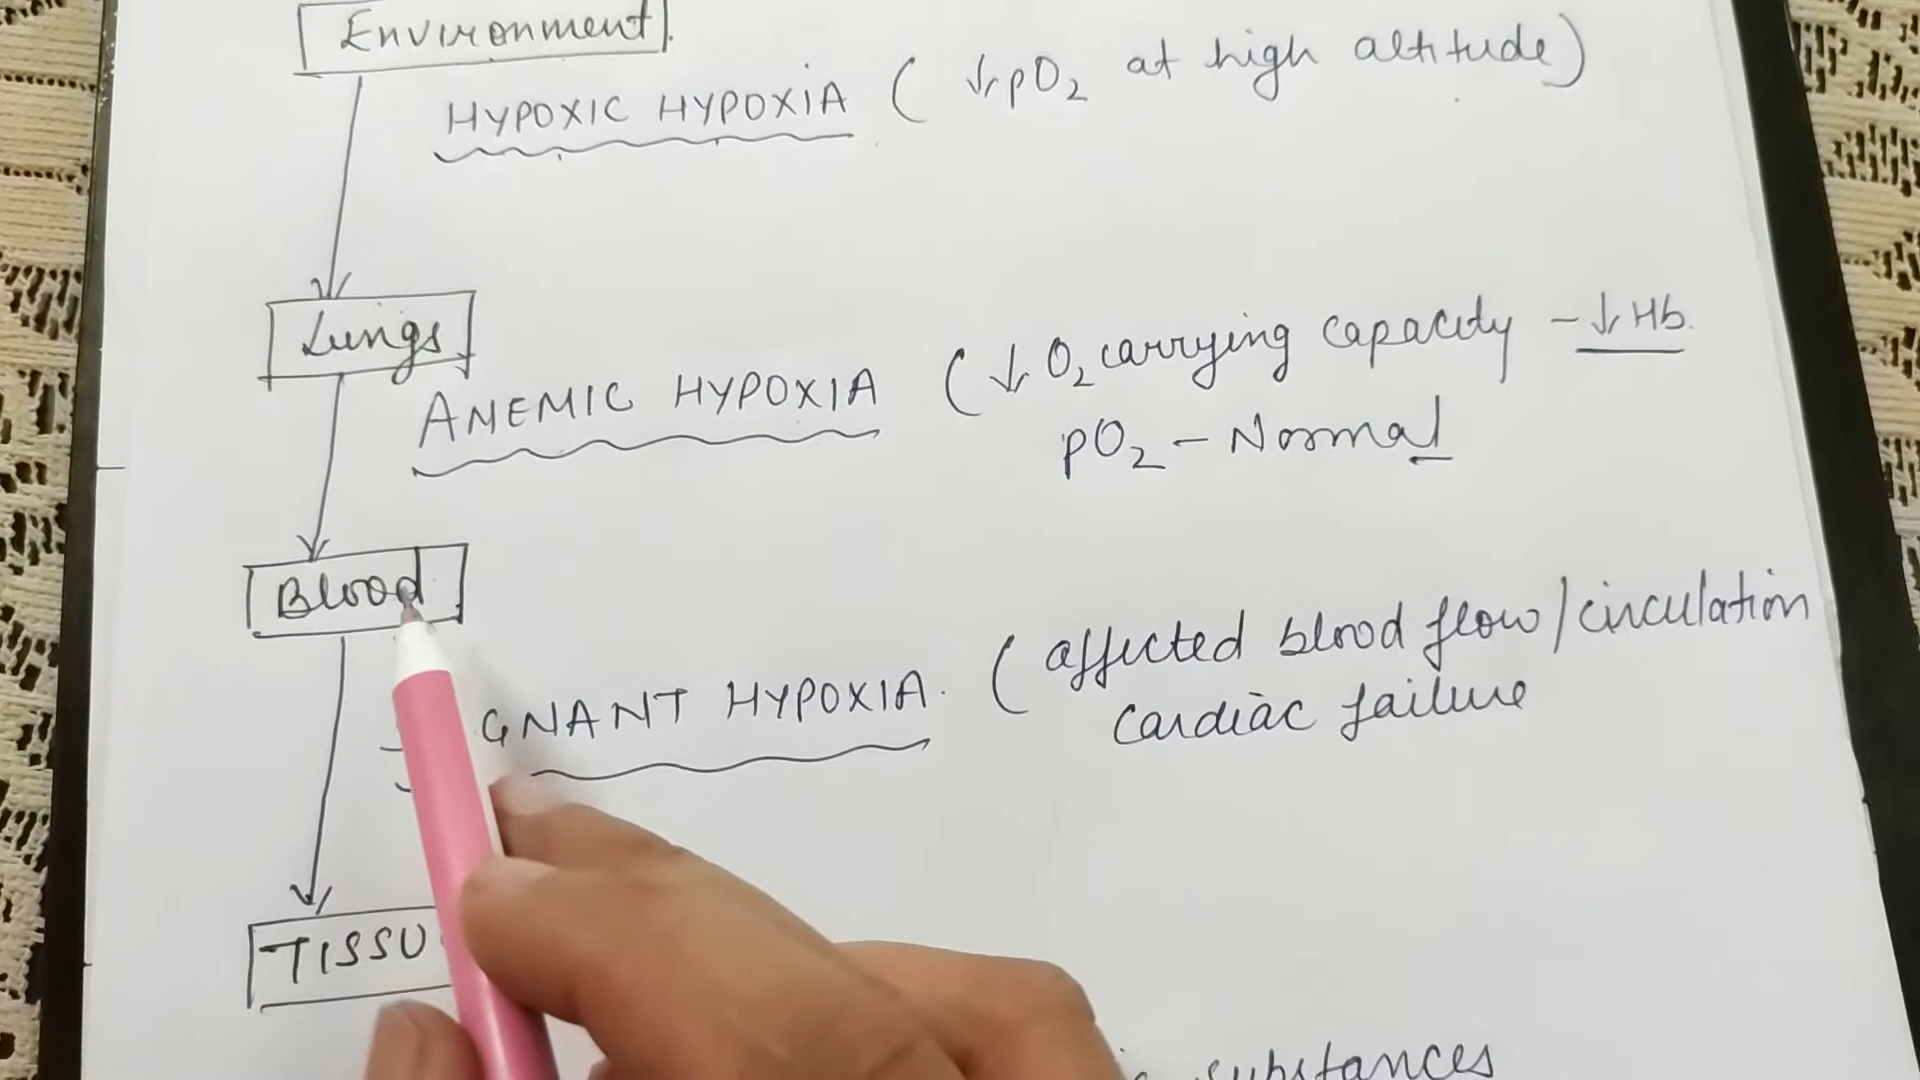 Environment.
HYPOXIC HYPOXIA ( ↓pO₂ at high altitude)
Lungs
ANEMIC HYPOXIA ( ↓ O₂ carrying capacity - ↓ Hb.
pO₂ - Normal
Blood
GNANT HYPOXIA. ( affected blood flow/circulation
cardiac failure
TISSU
substances